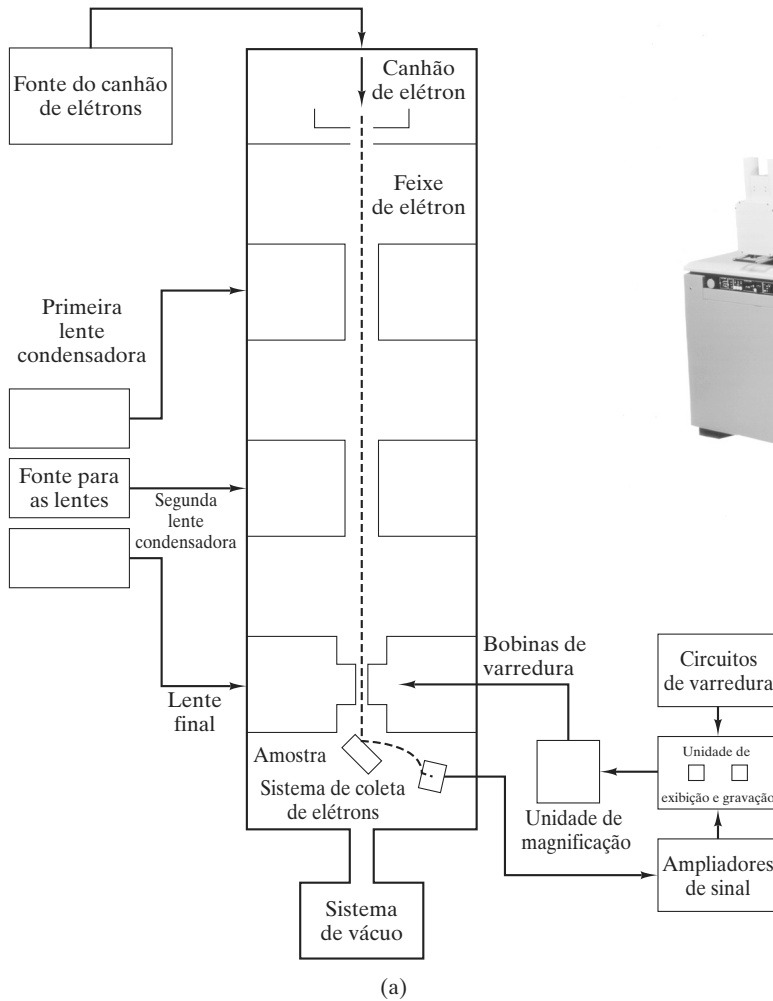 Fonte do canhão
de elétrons
Canhão
de elétron
Feixe
de elétron
Primeira
lente
condensadora
Fonte para
as lentes
Segunda
lente
condensadora
Lente
final
Bobinas de
varredura
Circuitos
de varredura
Amostra
Sistema de coleta
de elétrons
Unidade de
exibição e gravação
Unidade de
magnificação
Ampliadores
de sinal
Sistema
de vácuo
(a)